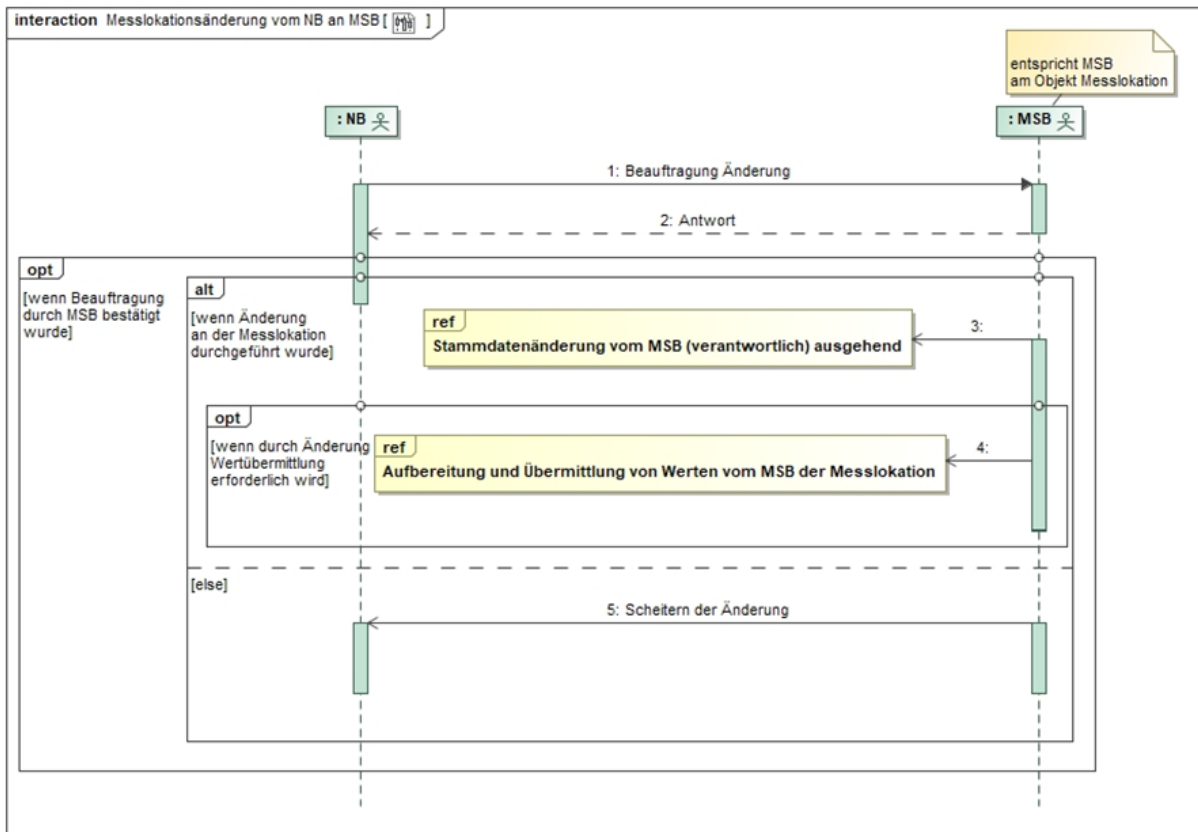 interaction Messlokationsänderung vom NB an MSB [ ]
entspricht MSB
am Objekt Messlokation
: NB
: MSB
1: Beauftragung Änderung
2: Antwort
opt
[wenn Beauftragung
durch MSB bestätigt
wurde]
alt
[wenn Änderung
an der Messlokation
durchgeführt wurde]
ref
Stammdatenänderung vom MSB (verantwortlich) ausgehend
3:
opt
[wenn durch Änderung
Wertübermittlung
erforderlich wird]
ref
Aufbereitung und Übermittlung von Werten vom MSB der Messlokation
4:
[else]
5: Scheitern der Änderung